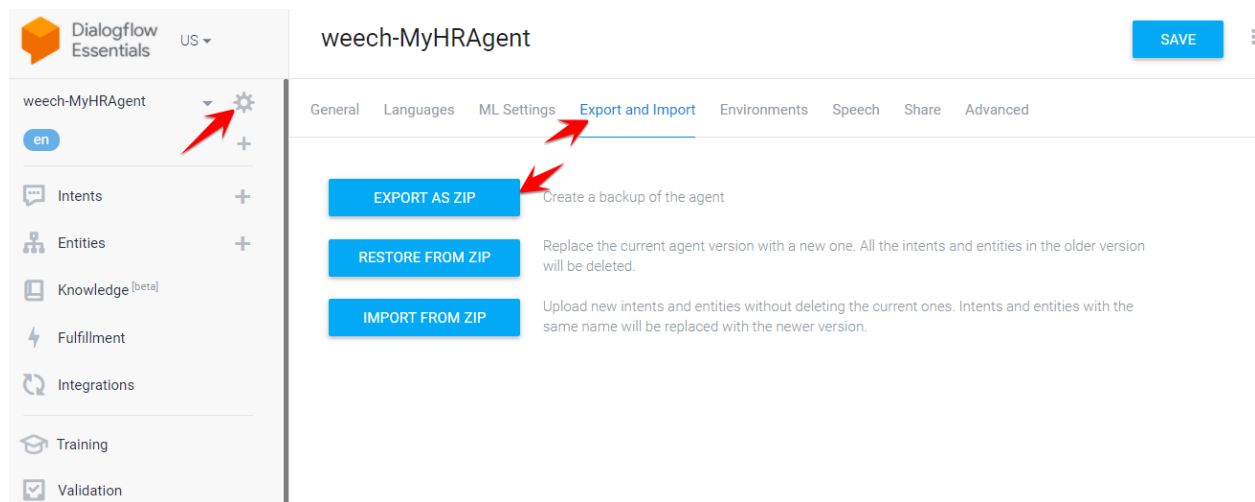 Dialogflow
Essentials
US
weech-MyHRAgent
SAVE
weech-MyHRAgent
en
General Languages ML Settings Export and Import Environments Speech Share Advanced
Intents
Entities
Knowledge [beta]
Fulfillment
Integrations
Training
Validation
EXPORT AS ZIP
Create a backup of the agent
RESTORE FROM ZIP
Replace the current agent version with a new one. All the intents and entities in the older version
will be deleted.
IMPORT FROM ZIP
Upload new intents and entities without deleting the current ones. Intents and entities with the
same name will be replaced with the newer version.